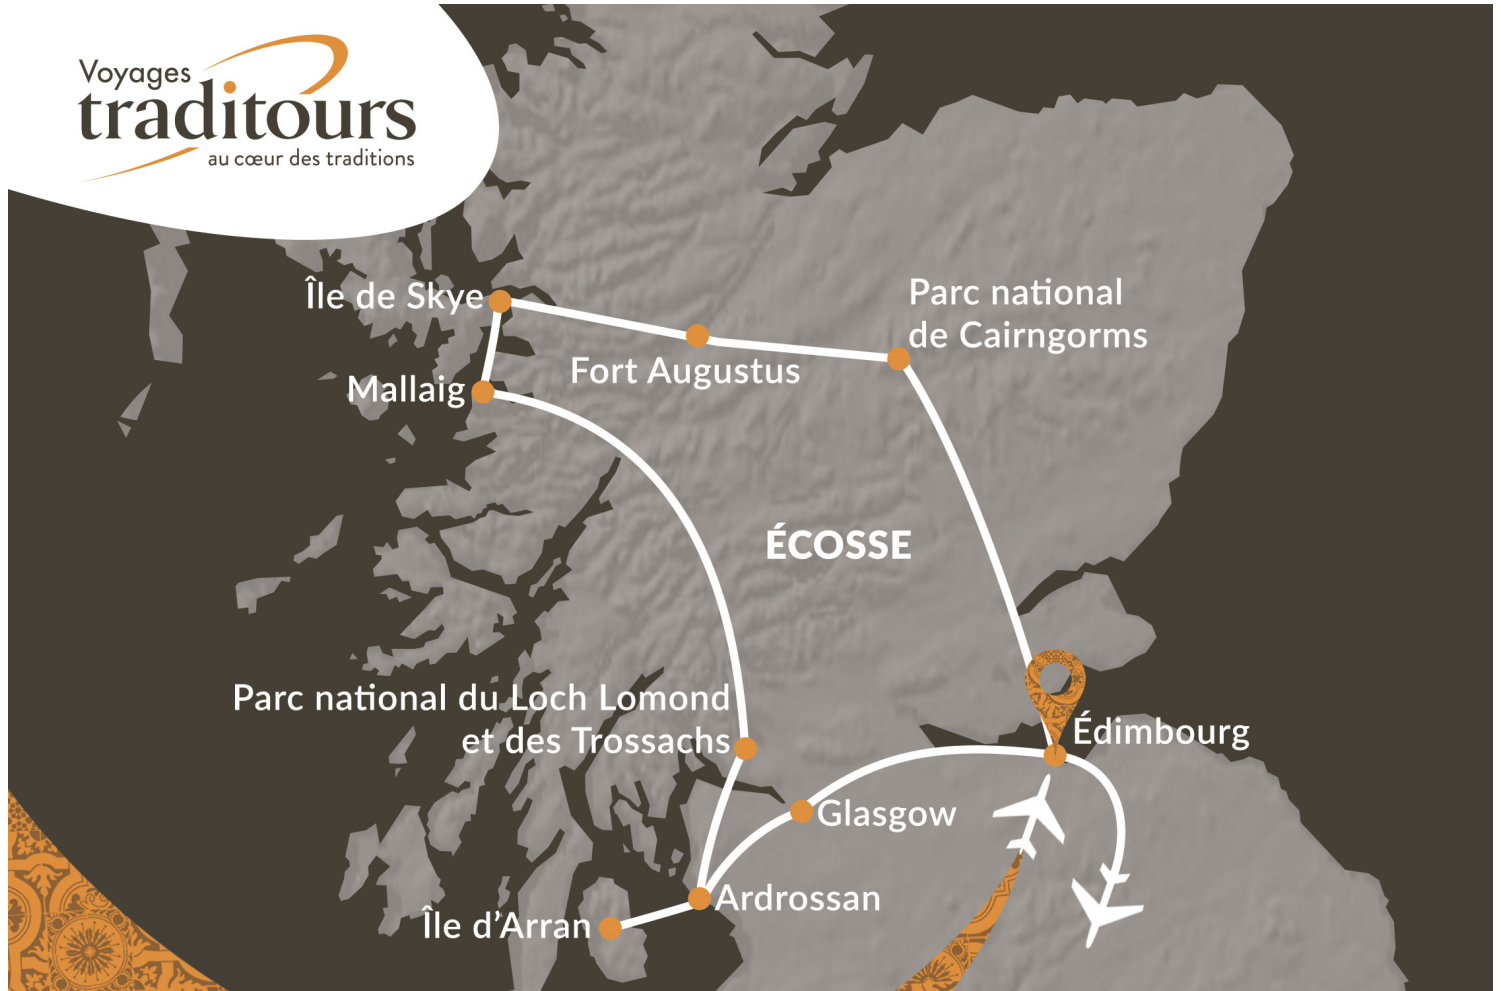 Voyages
traditours
au cœur des traditions
Île de Skye
Parc national
de Cairngorms
Fort Augustus
Mallaig
ÉCOSSE
Parc national du Loch Lomond
et des Trossachs
Édimbourg
Glasgow
Ardrossan
Île d’Arran